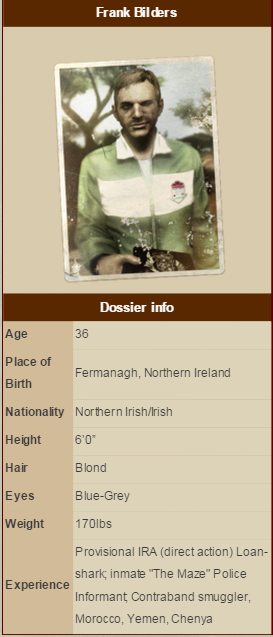 Frank Bilders
Dossier info
Age 36
Place of
Birth
Fermanagh, Northern Ireland
Nationality Northern Irish/Irish
Height 6'0"
Hair Blond
Eyes Blue-Grey
Weight 170lbs
Experience
Provisional IRA (direct action) Loan-
shark; inmate "The Maze" Police
Informant; Contraband smuggler,
Morocco, Yemen, Chenya